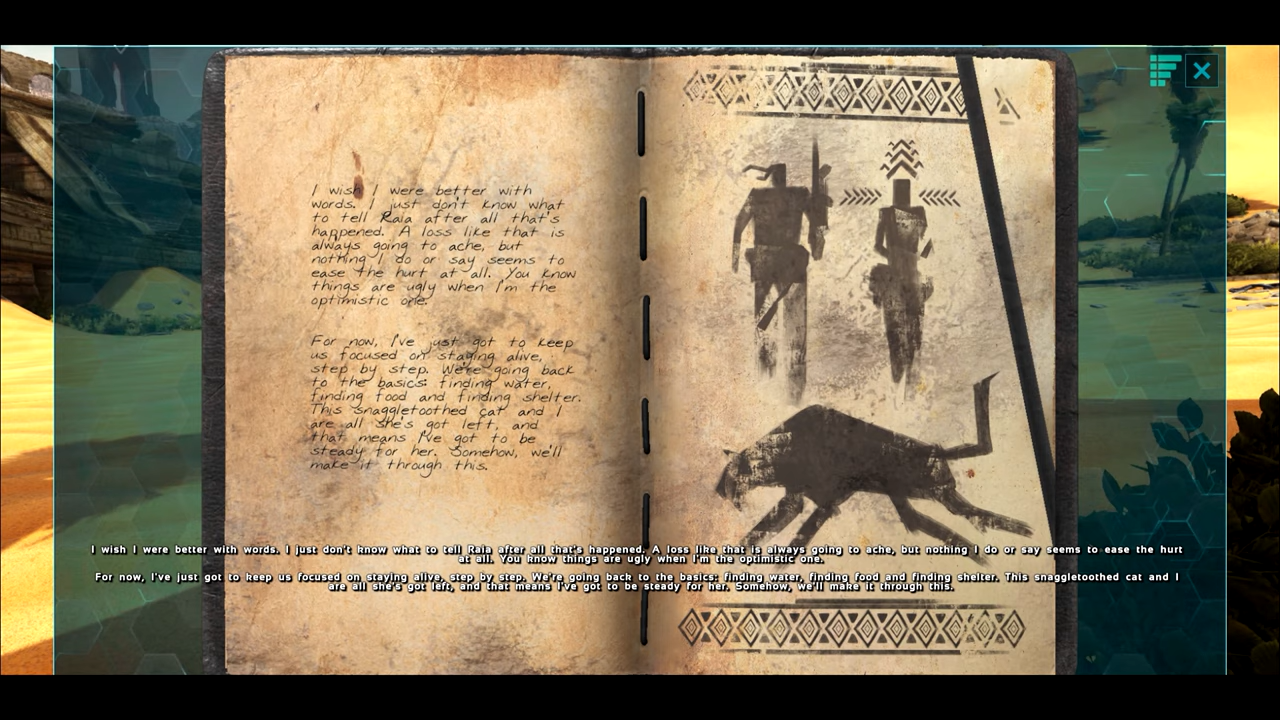 I wish I were better with
words. I just don't know what
to tell Raia after all that's
happened. A loss like that is
always going to ache, but
nothing I do or say seems to
ease the hurt at all. You know
things are ugly when I'm the
optimistic one.
For now, I've just got to keep
us focused on staying alive,
step by step. We're going back
to the basics: finding water,
finding food and finding shelter.
This snaggletoothed cat and I
are all she's got left, and
that means I've got to be
steady for her. Somehow, we'll
make it through this.
I wish I were better with words. I just don't know what to tell Raia after all that's happened. A loss like that is always going to ache, but nothing I do or say seems to ease the hurt
at all. You know things are ugly when I'm the optimistic one.
For now, I've just got to keep us focused on staying alive, step by step. We're going back to the basics: finding water, finding food and finding shelter. This snaggletoothed cat and I
are all she's got left, and that means I've got to be steady for her. Somehow, we'll make it through this.